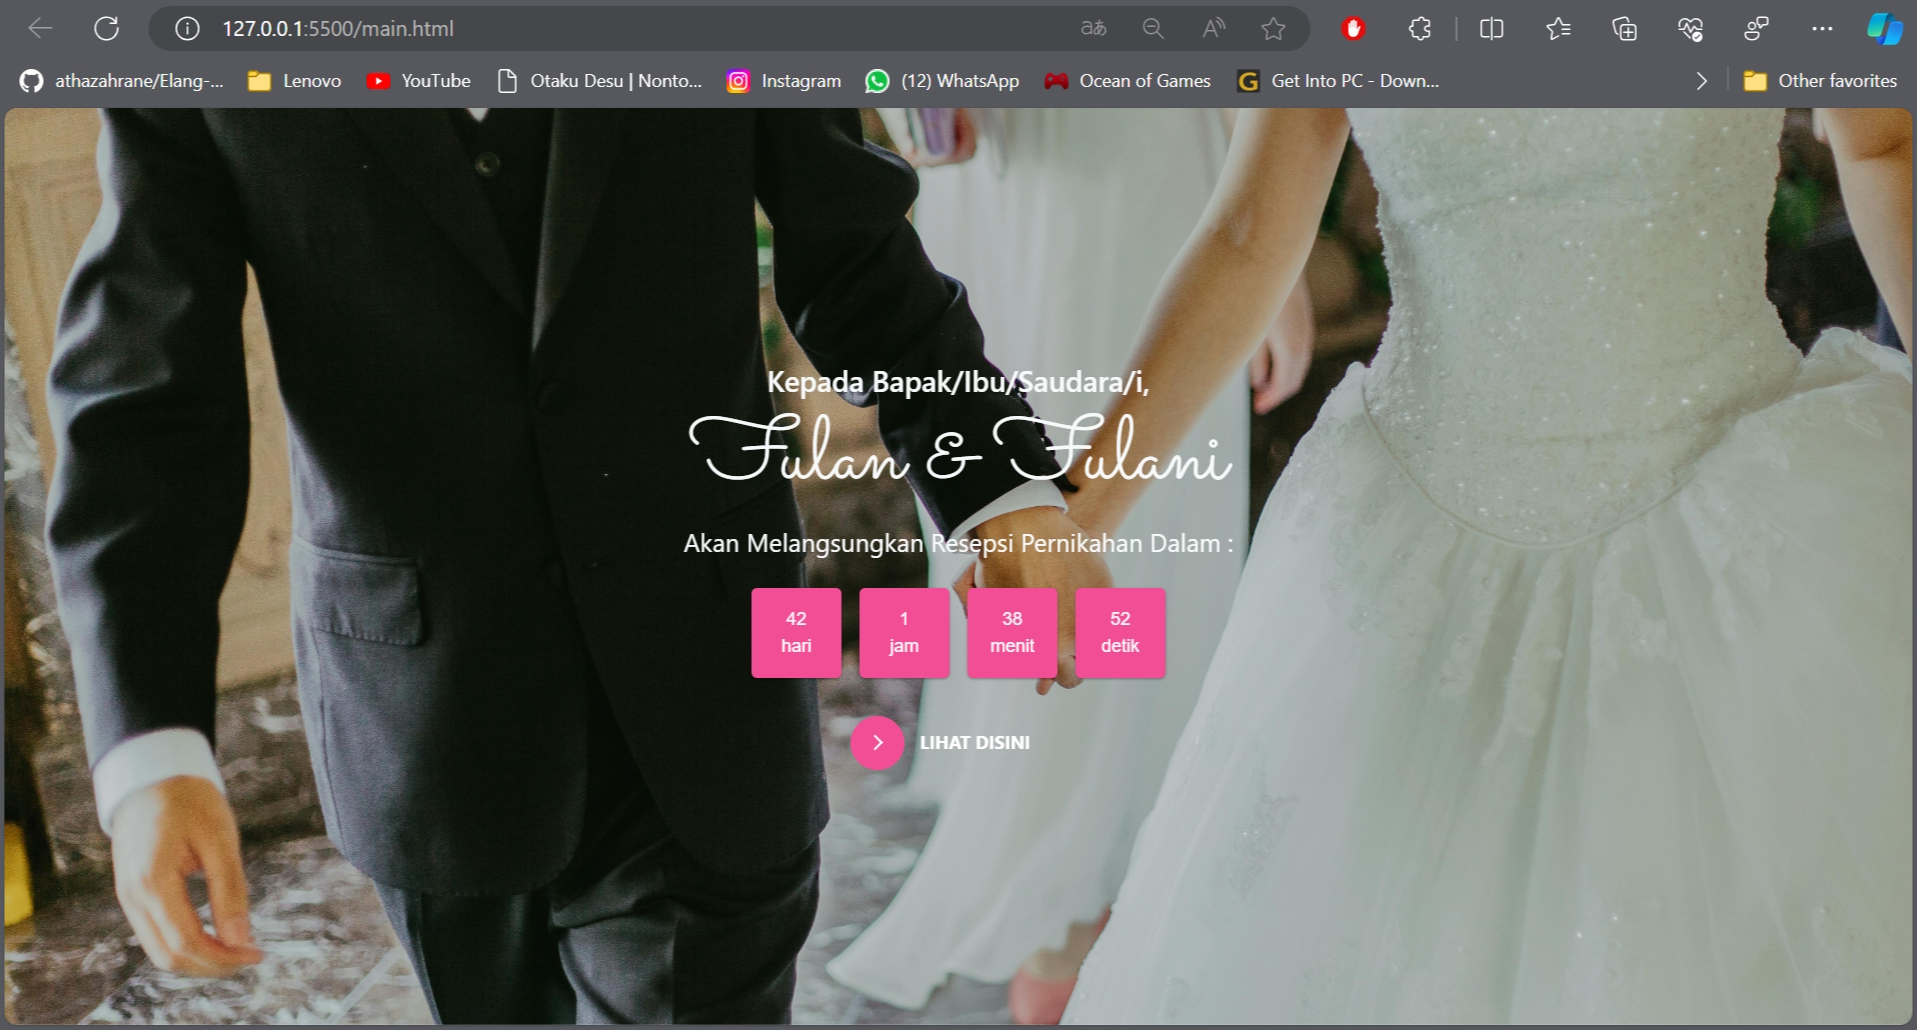 127.0.0.1:5500/main.html
athazahrane/Elang-...
Lenovo
YouTube
Otaku Desu | Nonto...
Instagram
(12) WhatsApp
Ocean of Games
Get Into PC - Down...
Other favorites
Kepada Bapak/Ibu/Saudara/i,
Fulan & Fulani
Akan Melangsungkan Resepsi Pernikahan Dalam :
42
hari
1
jam
38
menit
52
detik
LIHAT DISINI